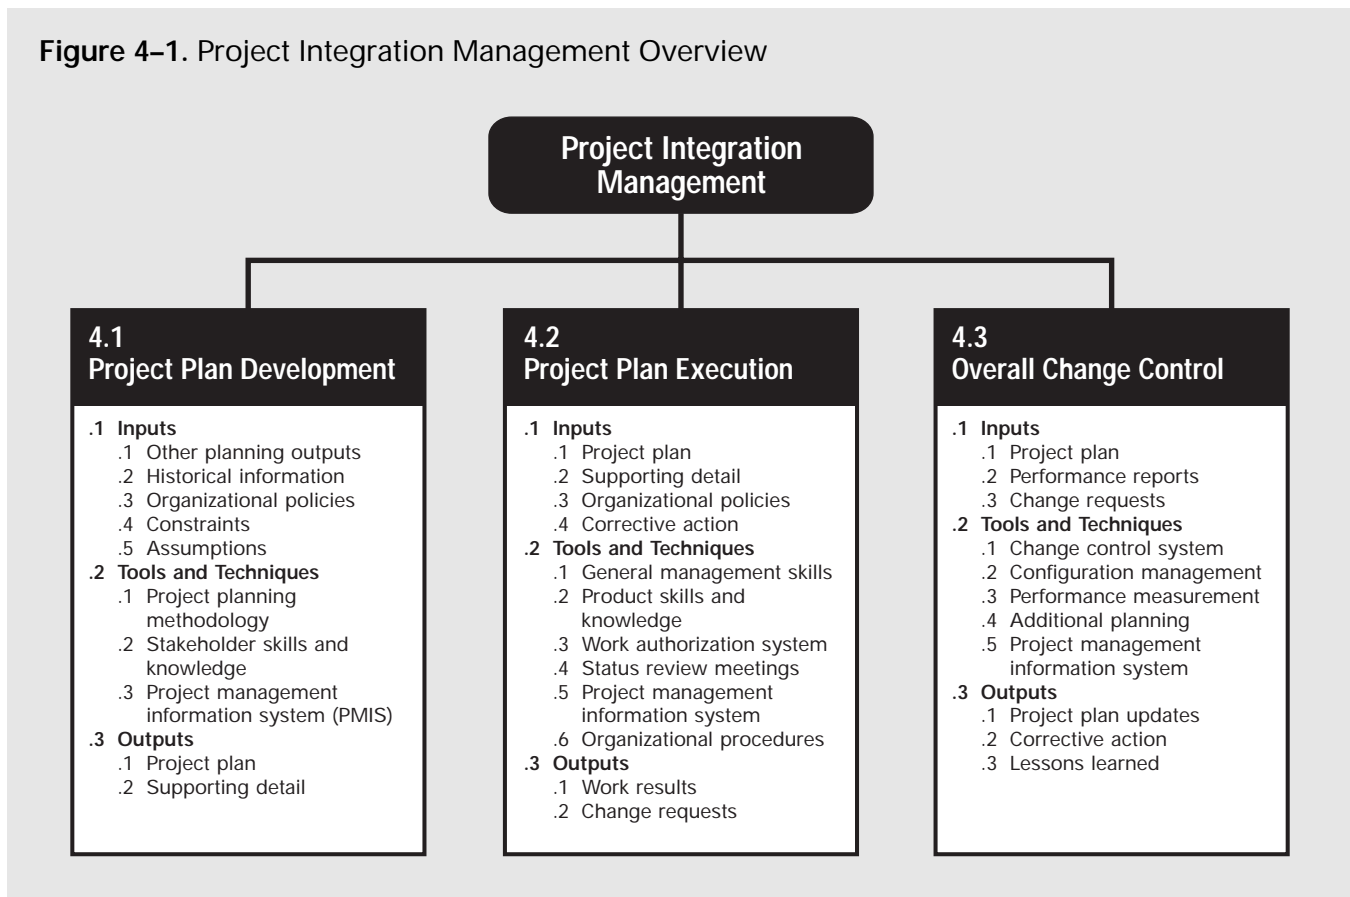 Figure 4–1. Project Integration Management Overview
Project Integration
Management
4.1
Project Plan Development
.1 Inputs
.1 Other planning outputs
.2 Historical information
.3 Organizational policies
.4 Constraints
.5 Assumptions
.2 Tools and Techniques
.1 Project planning
methodology
.2 Stakeholder skills and
knowledge
.3 Project management
information system (PMIS)
.3 Outputs
.1 Project plan
.2 Supporting detail
4.2
Project Plan Execution
.1 Inputs
.1 Project plan
.2 Supporting detail
.3 Organizational policies
.4 Corrective action
.2 Tools and Techniques
.1 General management skills
.2 Product skills and
knowledge
.3 Work authorization system
.4 Status review meetings
.5 Project management
information system
.6 Organizational procedures
.3 Outputs
.1 Work results
.2 Change requests
4.3
Overall Change Control
.1 Inputs
.1 Project plan
.2 Performance reports
.3 Change requests
.2 Tools and Techniques
.1 Change control system
.2 Configuration management
.3 Performance measurement
.4 Additional planning
.5 Project management
information system
.3 Outputs
.1 Project plan updates
.2 Corrective action
.3 Lessons learned